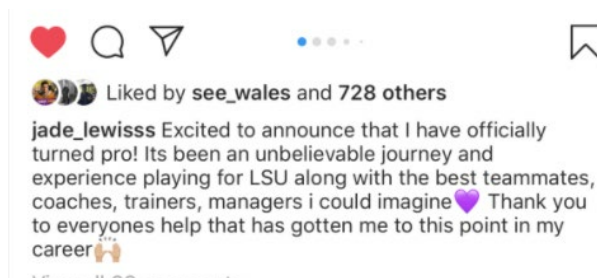 Liked by see_wales and 728 others
jade_lewisss Excited to announce that I have officially
turned pro! Its been an unbelievable journey and
experience playing for LSU along with the best teammates,
coaches, trainers, managers i could imagine💜 Thank you
to everyones help that has gotten me to this point in my
career🙌🏼